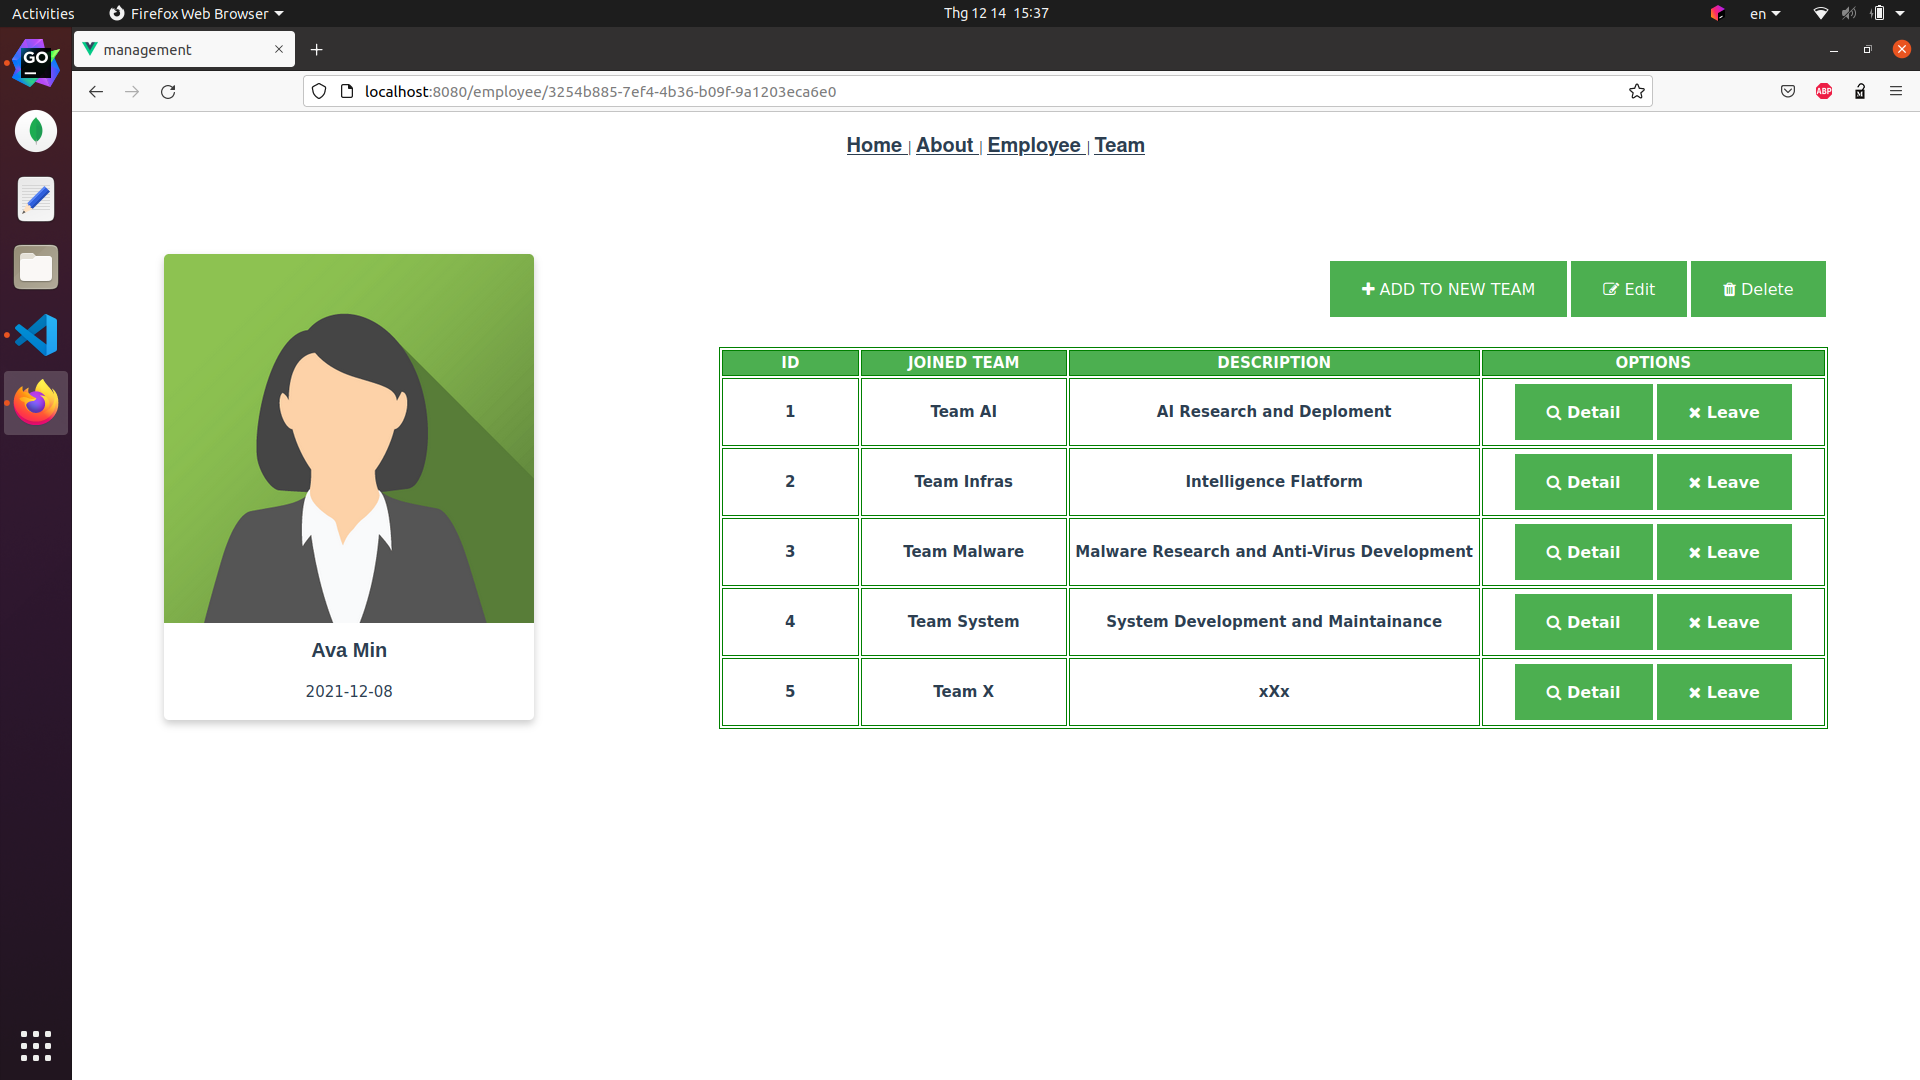 Activities Firefox Web Browser Thg 12 14 15:37 en
GO
management
localhost:8080/employee/3254b885-7ef4-4b36-b09f-9a1203eca6e0 ABP
Home | About | Employee | Team
ADD TO NEW TEAM Edit Delete
ID JOINED TEAM DESCRIPTION OPTIONS
1 Team AI AI Research and Deploment Detail Leave
2 Team Infras Intelligence Flatform Detail Leave
3 Team Malware Malware Research and Anti-Virus Development Detail Leave
4 Team System System Development and Maintainance Detail Leave
5 Team X xXx Detail Leave
Ava Min
2021-12-08